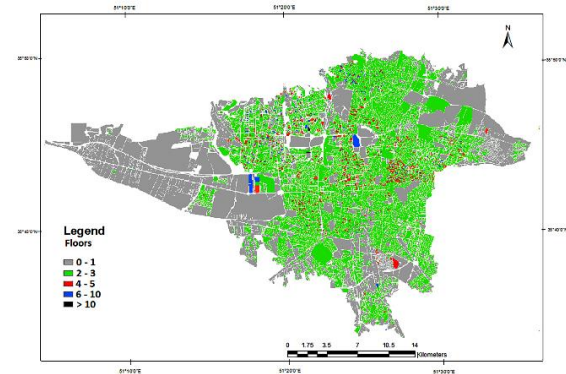 51°10'0"E 51°20'0"E 51°30'0"E
N
35°50'0"N 35°50'0"N
35°40'0"N 35°40'0"N
Legend
Floors
0 - 1
2 - 3
4 - 5
6 - 10
> 10
0 1.75 3.5 7 10.5 14
Kilometers
51°10'0"E 51°20'0"E 51°30'0"E